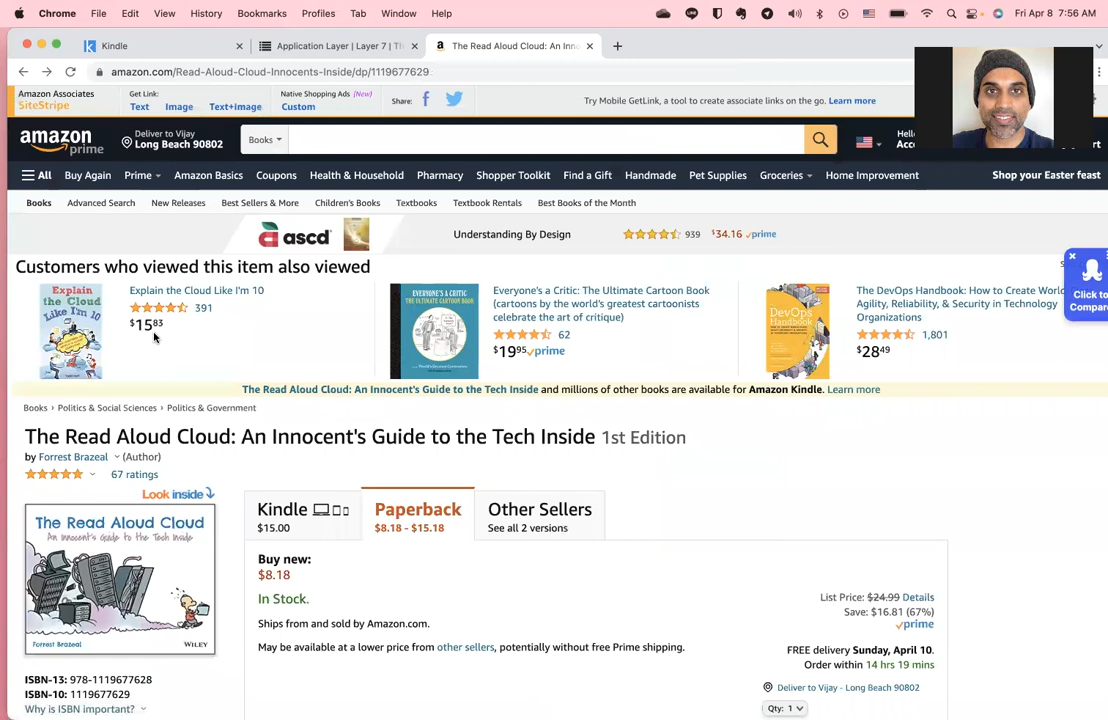 Chrome File Edit View History Bookmarks Profiles Tab Window Help Fri Apr 8 7:56 AM
Kindle Application Layer | Layer 7 | Th The Read Aloud Cloud: An Inno
amazon.com/Read-Aloud-Cloud-Innocents-Inside/dp/1119677629
Amazon Associates
SiteStripe
Get Link:
Text Image Text+image
Native Shopping Ads (New)
Custom
Share:
Try Mobile GetLink, a tool to create associate links on the go. Learn more
amazon
prime
Deliver to Vijay
Long Beach 90802
Books
Hello
Acc
rt
All Buy Again Prime Amazon Basics Coupons Health & Household Pharmacy Shopper Toolkit Find a Gift Handmade Pet Supplies Groceries Home Improvement Shop your Easter feast
Books Advanced Search New Releases Best Sellers & More Children's Books Textbooks Textbook Rentals Best Books of the Month
ascd Understanding By Design 939 $34.16 prime
Customers who viewed this item also viewed
Explain the Cloud Like I'm 10
391
$15 83
Explain
the Cloud
Like I'm 10
Everyone's a Critic: The Ultimate Cartoon Book
(cartoons by the world's greatest cartoonists
celebrate the art of critique)
62
$19 95 prime
EVERYONE'S A CRITIC
The DevOps Handbook: How to Create World
Agility, Reliability, & Security in Technology
Organizations
1,801
$28 49
DevOps
Handbook
Click to
Compare
The Read Aloud Cloud: An Innocent's Guide to the Tech Inside and millions of other books are available for Amazon Kindle. Learn more
Books › Politics & Social Sciences › Politics & Government
The Read Aloud Cloud: An Innocent's Guide to the Tech Inside 1st Edition
by Forrest Brazeal (Author)
67 ratings
Look inside
The Read Aloud Cloud
An Innocent's Guide to the Tech Inside
Forrest Brazeal WILEY
Kindle
$15.00
Paperback
$8.18 - $15.18
Other Sellers
See all 2 versions
Buy new:
$8.18
In Stock.
Ships from and sold by Amazon.com.
May be available at a lower price from other sellers, potentially without free Prime shipping.
List Price: $24.99 Details
Save: $16.81 (67%)
prime
FREE delivery Sunday, April 10.
Order within 14 hrs 19 mins
Deliver to Vijay - Long Beach 90802
Qty: 1
ISBN-13: 978-1119677628
ISBN-10: 1119677629
Why is ISBN important?